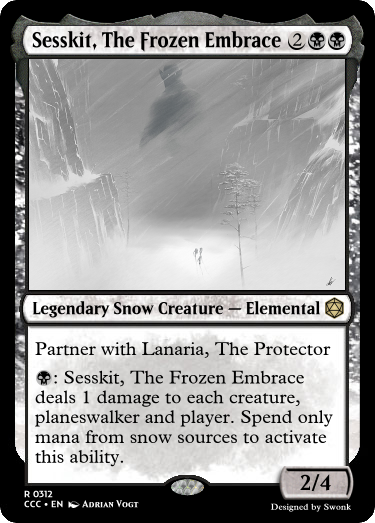 Sesskit, The Frozen Embrace 2
Legendary Snow Creature — Elemental
Partner with Lanaria, The Protector
: Sesskit, The Frozen Embrace
deals 1 damage to each creature,
planeswalker and player. Spend only
mana from snow sources to activate
this ability.
2/4
R 0312
CCC • EN Adrian Vogt
Designed by Swonk